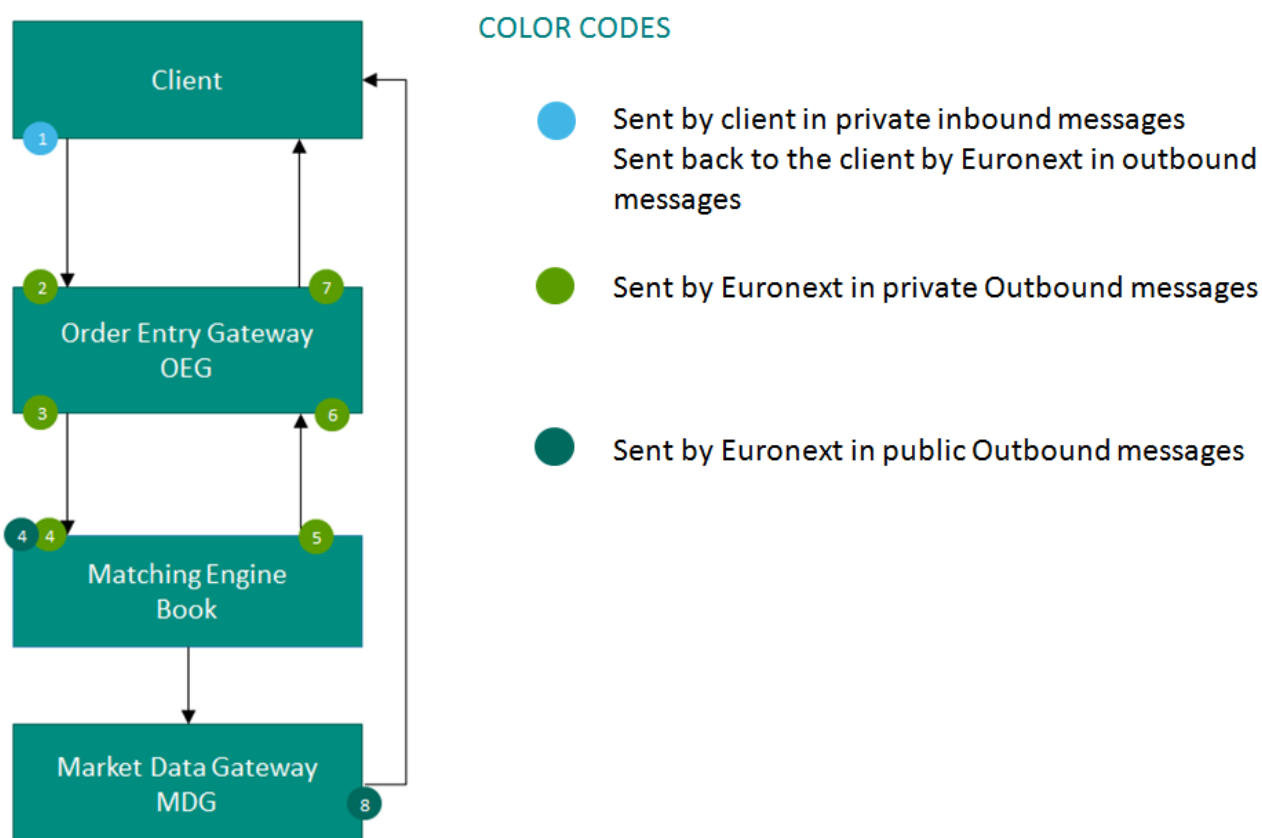 COLOR CODES
Client
1
Sent by client in private inbound messages
Sent back to the client by Euronext in outbound
messages
2
7
Sent by Euronext in private Outbound messages
Order Entry Gateway
OEG
3
6
Sent by Euronext in public Outbound messages
4
4
5
Matching Engine
Book
Market Data Gateway
MDG
8